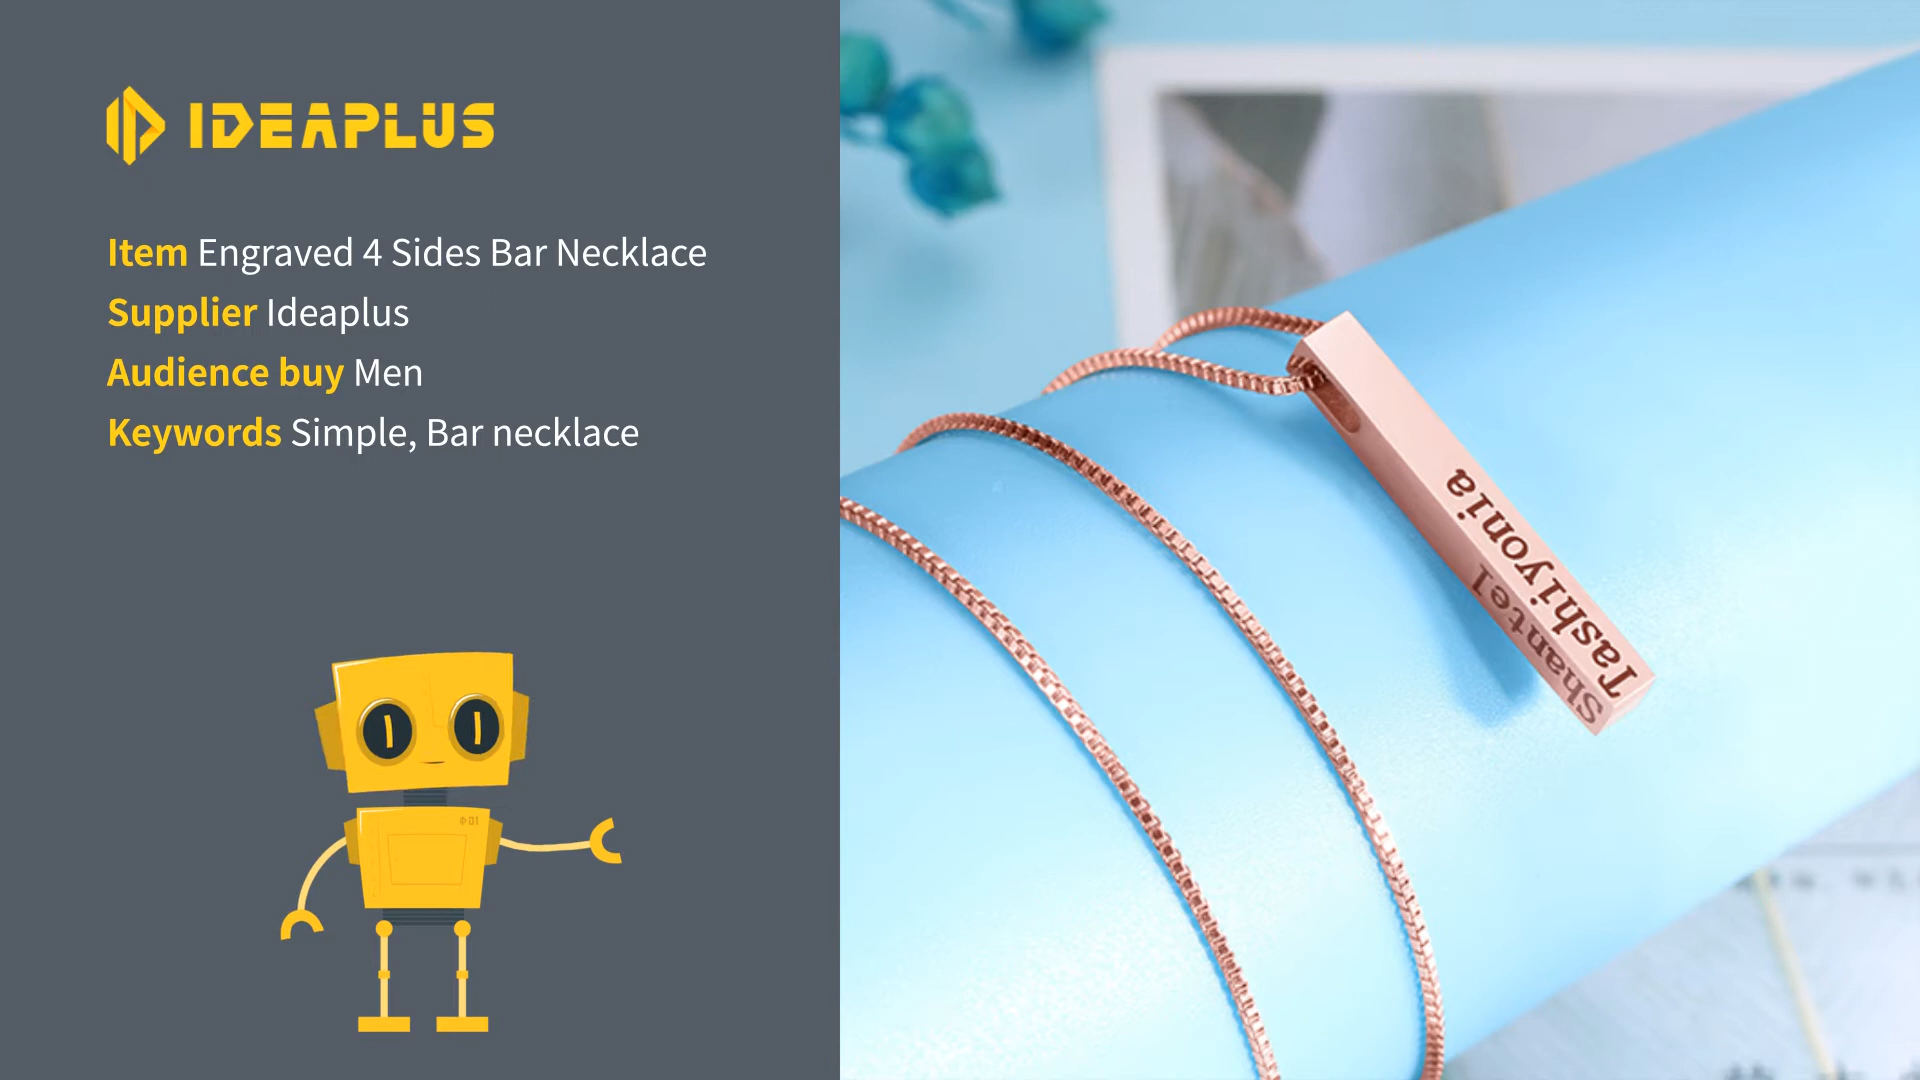 IDEAPLUS
Item Engraved 4 Sides Bar Necklace
Supplier Ideaplus
Audience buy Men
Keywords Simple, Bar necklace
Tashiyonia
Shantel